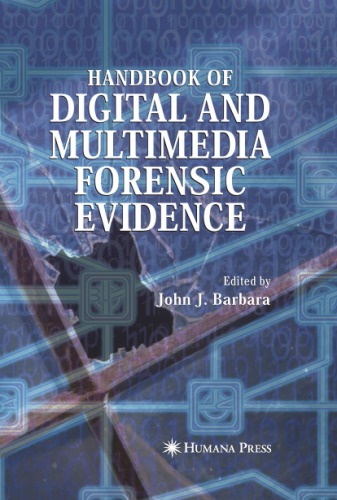 HANDBOOK OF
DIGITAL AND
MULTIMEDIA
FORENSIC
EVIDENCE
Edited by
John J. Barbara
HUMANA PRESS